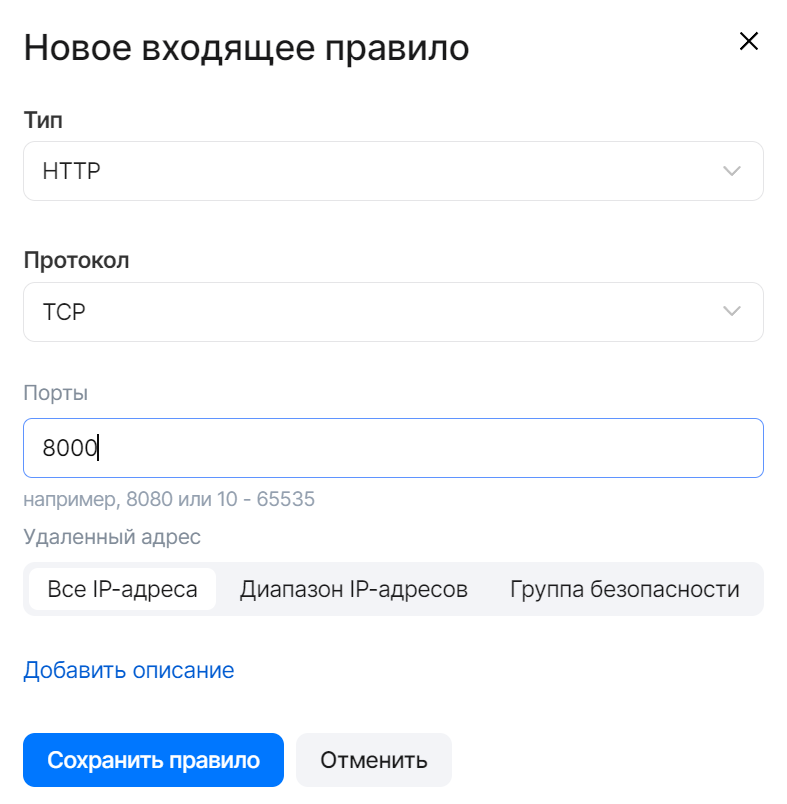 Новое входящее правило
Тип
HTTP
Протокол
TCP
Порты
8000
например, 8080 или 10 - 65535
Удаленный адрес
Все IP-адреса Диапазон IP-адресов Группа безопасности
Добавить описание
Сохранить правило Отменить